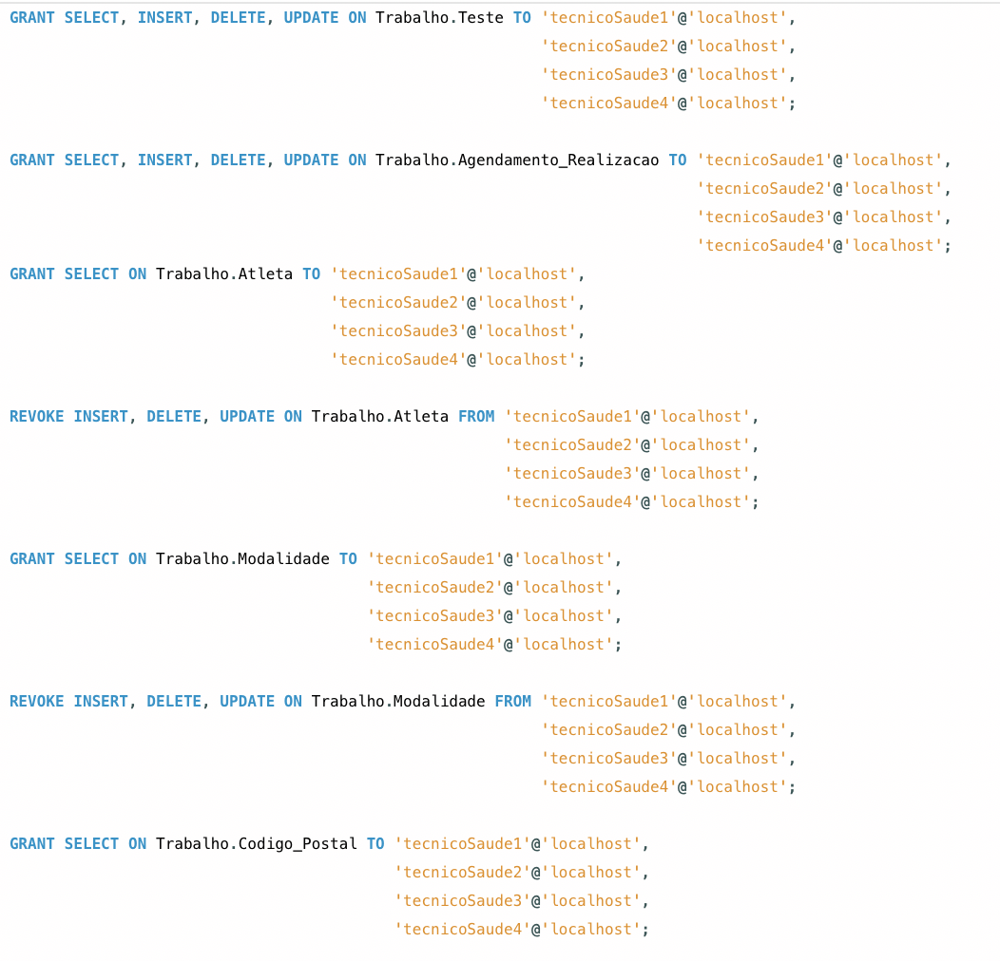 GRANT SELECT, INSERT, DELETE, UPDATE ON Trabalho.Teste TO 'tecnicoSaude1'@'localhost',
'tecnicoSaude2'@'localhost',
'tecnicoSaude3'@'localhost',
'tecnicoSaude4'@'localhost';
GRANT SELECT, INSERT, DELETE, UPDATE ON Trabalho.Agendamento_Realizacao TO 'tecnicoSaude1'@'localhost',
'tecnicoSaude2'@'localhost',
'tecnicoSaude3'@'localhost',
'tecnicoSaude4'@'localhost';
GRANT SELECT ON Trabalho.Atleta TO 'tecnicoSaude1'@'localhost',
'tecnicoSaude2'@'localhost',
'tecnicoSaude3'@'localhost',
'tecnicoSaude4'@'localhost';
REVOKE INSERT, DELETE, UPDATE ON Trabalho.Atleta FROM 'tecnicoSaude1'@'localhost',
'tecnicoSaude2'@'localhost',
'tecnicoSaude3'@'localhost',
'tecnicoSaude4'@'localhost';
GRANT SELECT ON Trabalho.Modalidade TO 'tecnicoSaude1'@'localhost',
'tecnicoSaude2'@'localhost',
'tecnicoSaude3'@'localhost',
'tecnicoSaude4'@'localhost';
REVOKE INSERT, DELETE, UPDATE ON Trabalho.Modalidade FROM 'tecnicoSaude1'@'localhost',
'tecnicoSaude2'@'localhost',
'tecnicoSaude3'@'localhost',
'tecnicoSaude4'@'localhost';
GRANT SELECT ON Trabalho.Codigo_Postal TO 'tecnicoSaude1'@'localhost',
'tecnicoSaude2'@'localhost',
'tecnicoSaude3'@'localhost',
'tecnicoSaude4'@'localhost';